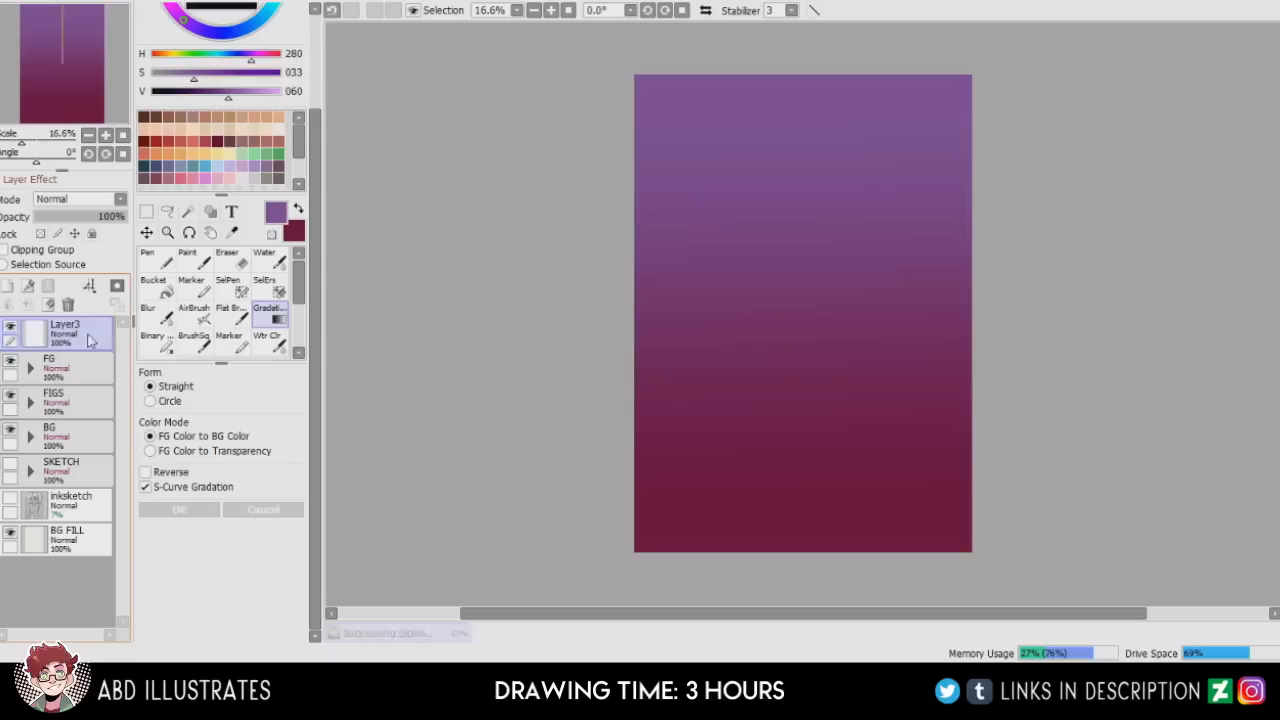 Selection 16.6% 0.0° Stabilizer 3
H 280
S 033
V 060
Scale 16.6%
Angle 0°
Layer Effect
Mode Normal
Opacity 100%
Lock
Clipping Group
Selection Source
Layer3
Normal
100%
FG
Normal
100%
FIGS
Normal
100%
BG
Normal
100%
SKETCH
Normal
100%
inksketch
Normal
7%
BG FILL
Normal
100%
T
Pen Paint Eraser Water
Bucket Marker SelPen SelErs
Blur AirBrush Flat Br... Gradati...
Binary ... BrushSq Marker Wtr Clr
Form
Straight
Circle
Color Mode
FG Color to BG Color
FG Color to Transparency
Reverse
S-Curve Gradation
OK Cancel
Memory Usage 27% (76%) Drive Space 69%
ABD ILLUSTRATES
DRAWING TIME: 3 HOURS
LINKS IN DESCRIPTION